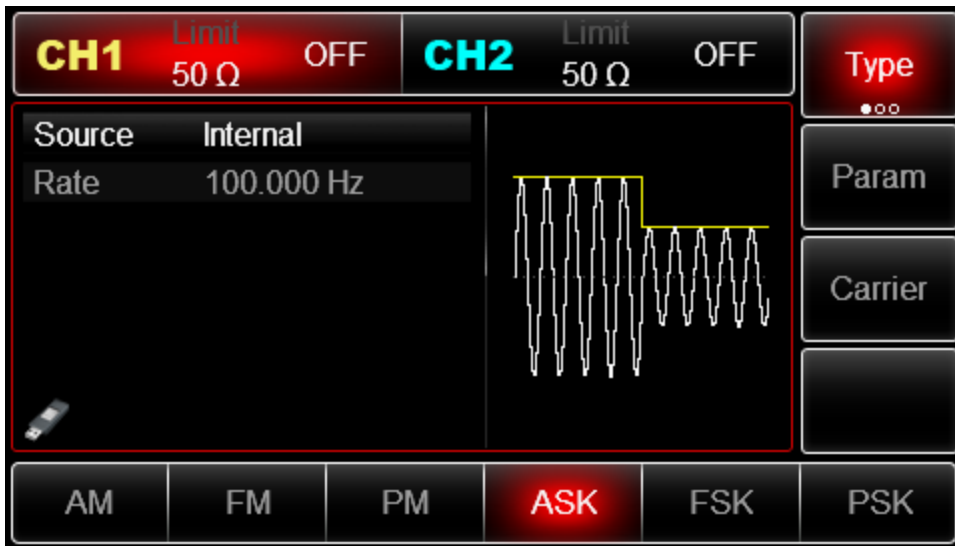 CH1 Limit 50 Ω OFF
CH2 Limit 50 Ω OFF
Type
Source Internal
Rate 100.000 Hz
Param
Carrier
AM FM PM ASK FSK PSK